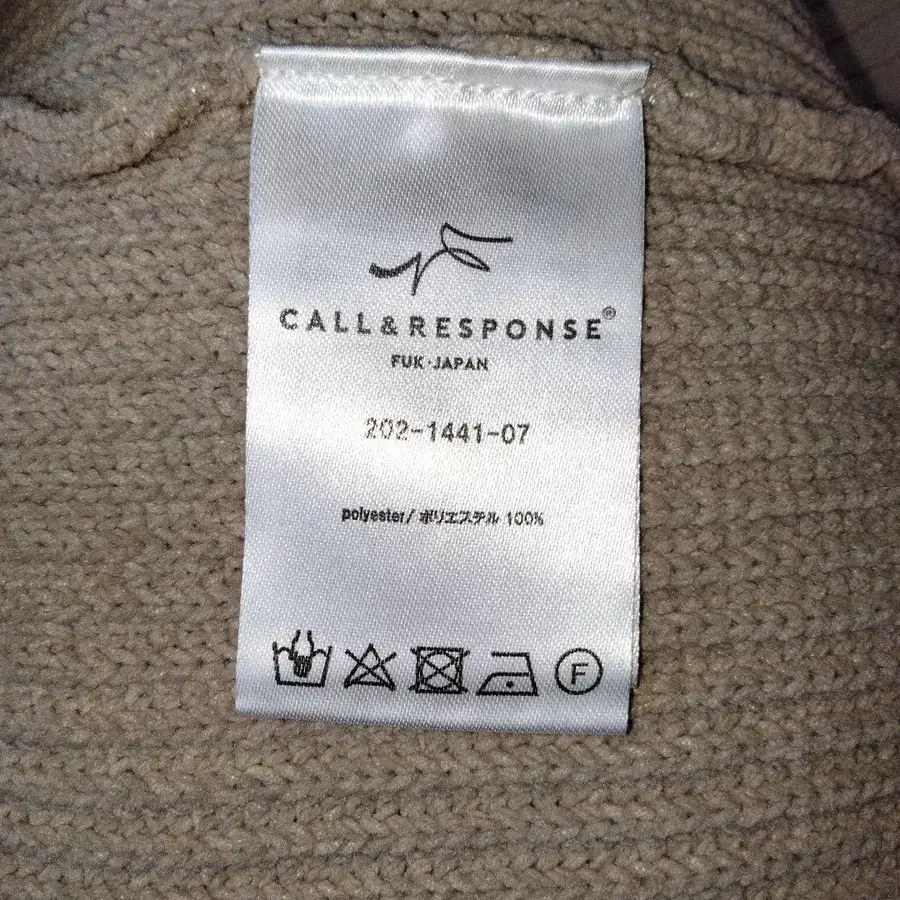 CALL & RESPONSE®
FUK・JAPAN
202-1441-07
polyester/ ポリエステル 100%
F